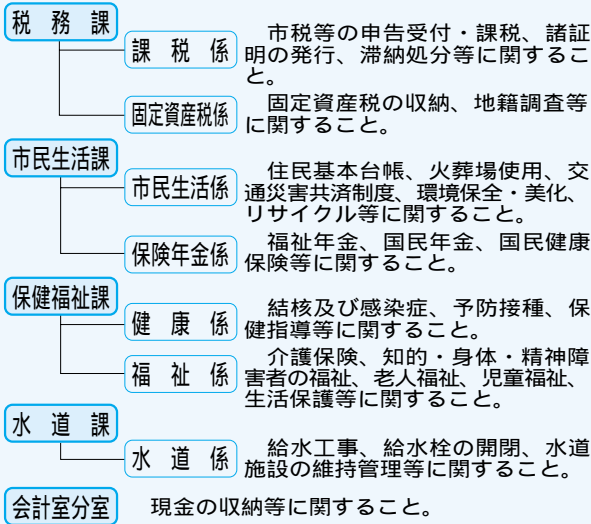 税務課
課税係
市税等の申告受付・課税、諸証
明の発行、滞納処分等に関するこ
と。
固定資産税係
固定資産税の収納、地籍調査等
に関すること。
市民生活課
市民生活係
住民基本台帳、火葬場使用、交
通災害共済制度、環境保全・美化、
リサイクル等に関すること。
保険年金係
福祉年金、国民年金、国民健康
保険等に関すること。
保健福祉課
健康係
結核及び感染症、予防接種、保
健指導等に関すること。
福祉係
介護保険、知的・身体・精神障
害者の福祉、老人福祉、児童福祉、
生活保護等に関すること。
水道課
水道係
給水工事、給水栓の開閉、水道
施設の維持管理等に関すること。
会計室分室
現金の収納等に関すること。